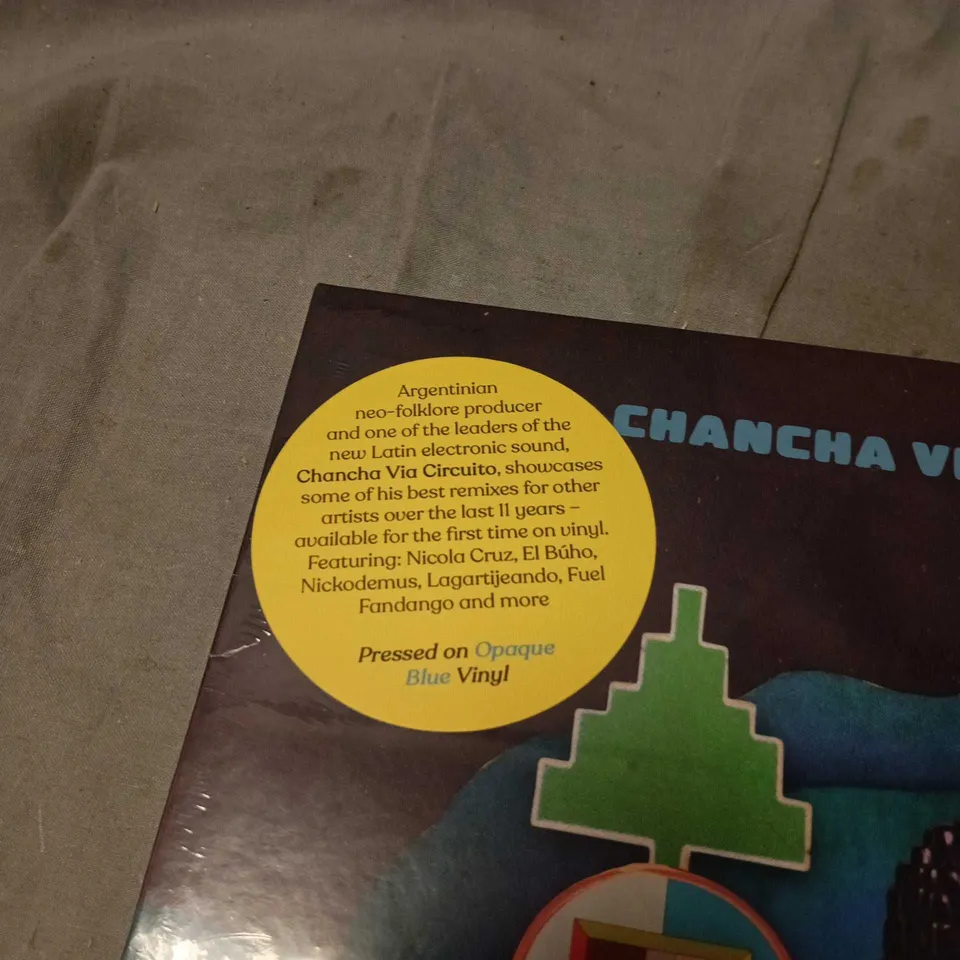 Argentinian
neo-folklore producer
and one of the leaders of the
new Latin electronic sound,
Chancha Via Circuito, showcases
some of his best remixes for other
artists over the last 11 years –
available for the first time on vinyl.
Featuring: Nicola Cruz, El Búho,
Nickodemus, Lagartijeando, Fuel
Fandango and more
Pressed on Opaque
Blue Vinyl
CHANCHA